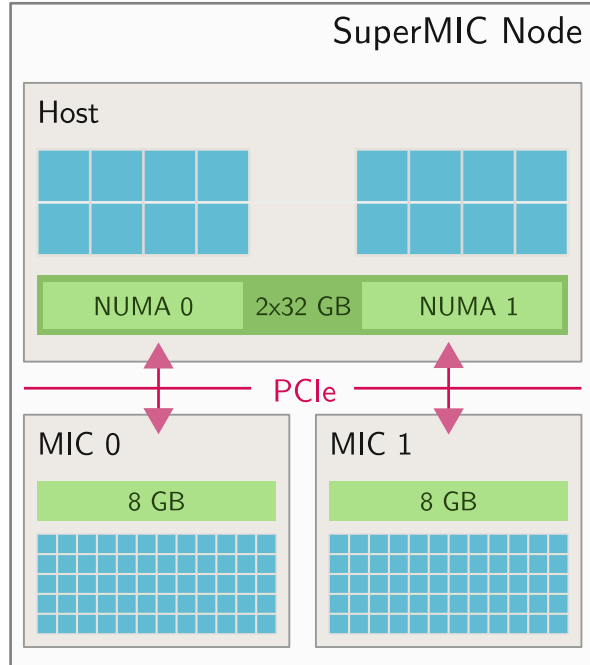 SuperMIC Node
Host
NUMA 0 2x32 GB NUMA 1
PCIe
MIC 0 MIC 1
8 GB 8 GB